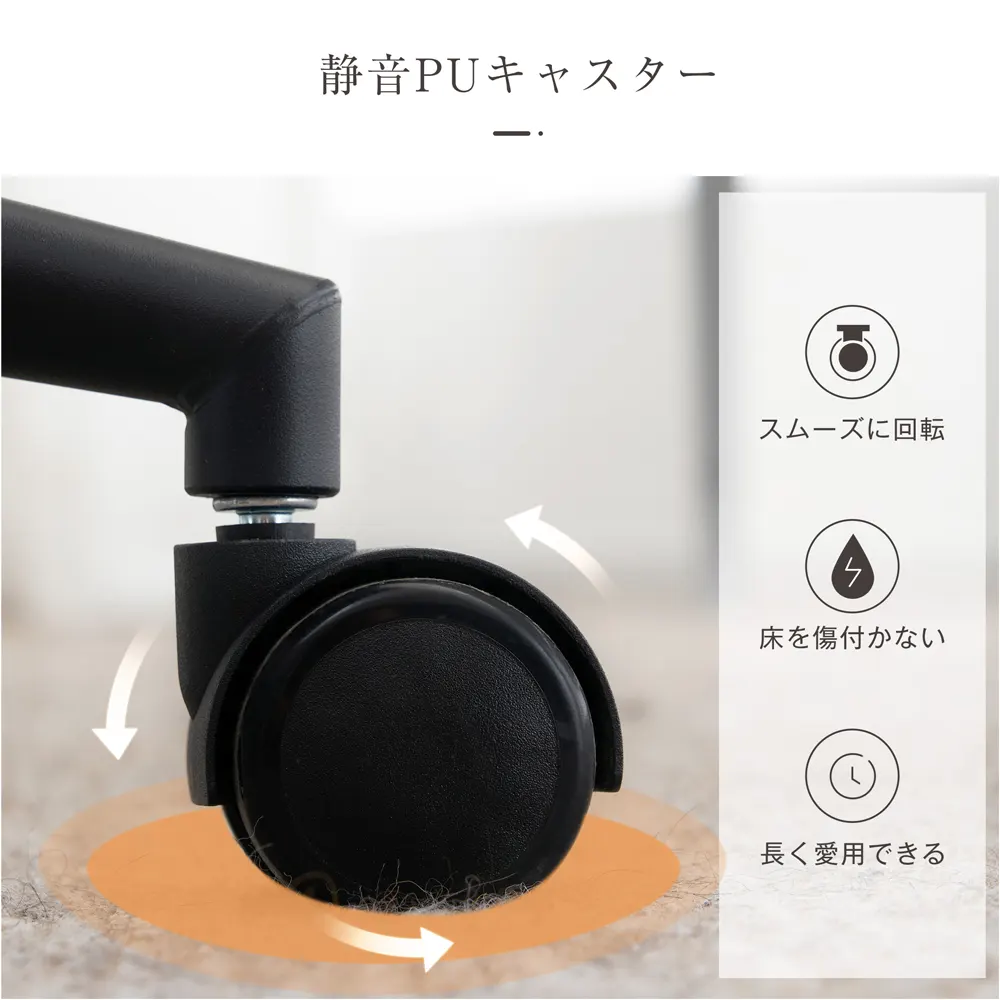 静音PUキャスター
スムーズに回転
床を傷付かない
長く愛用できる